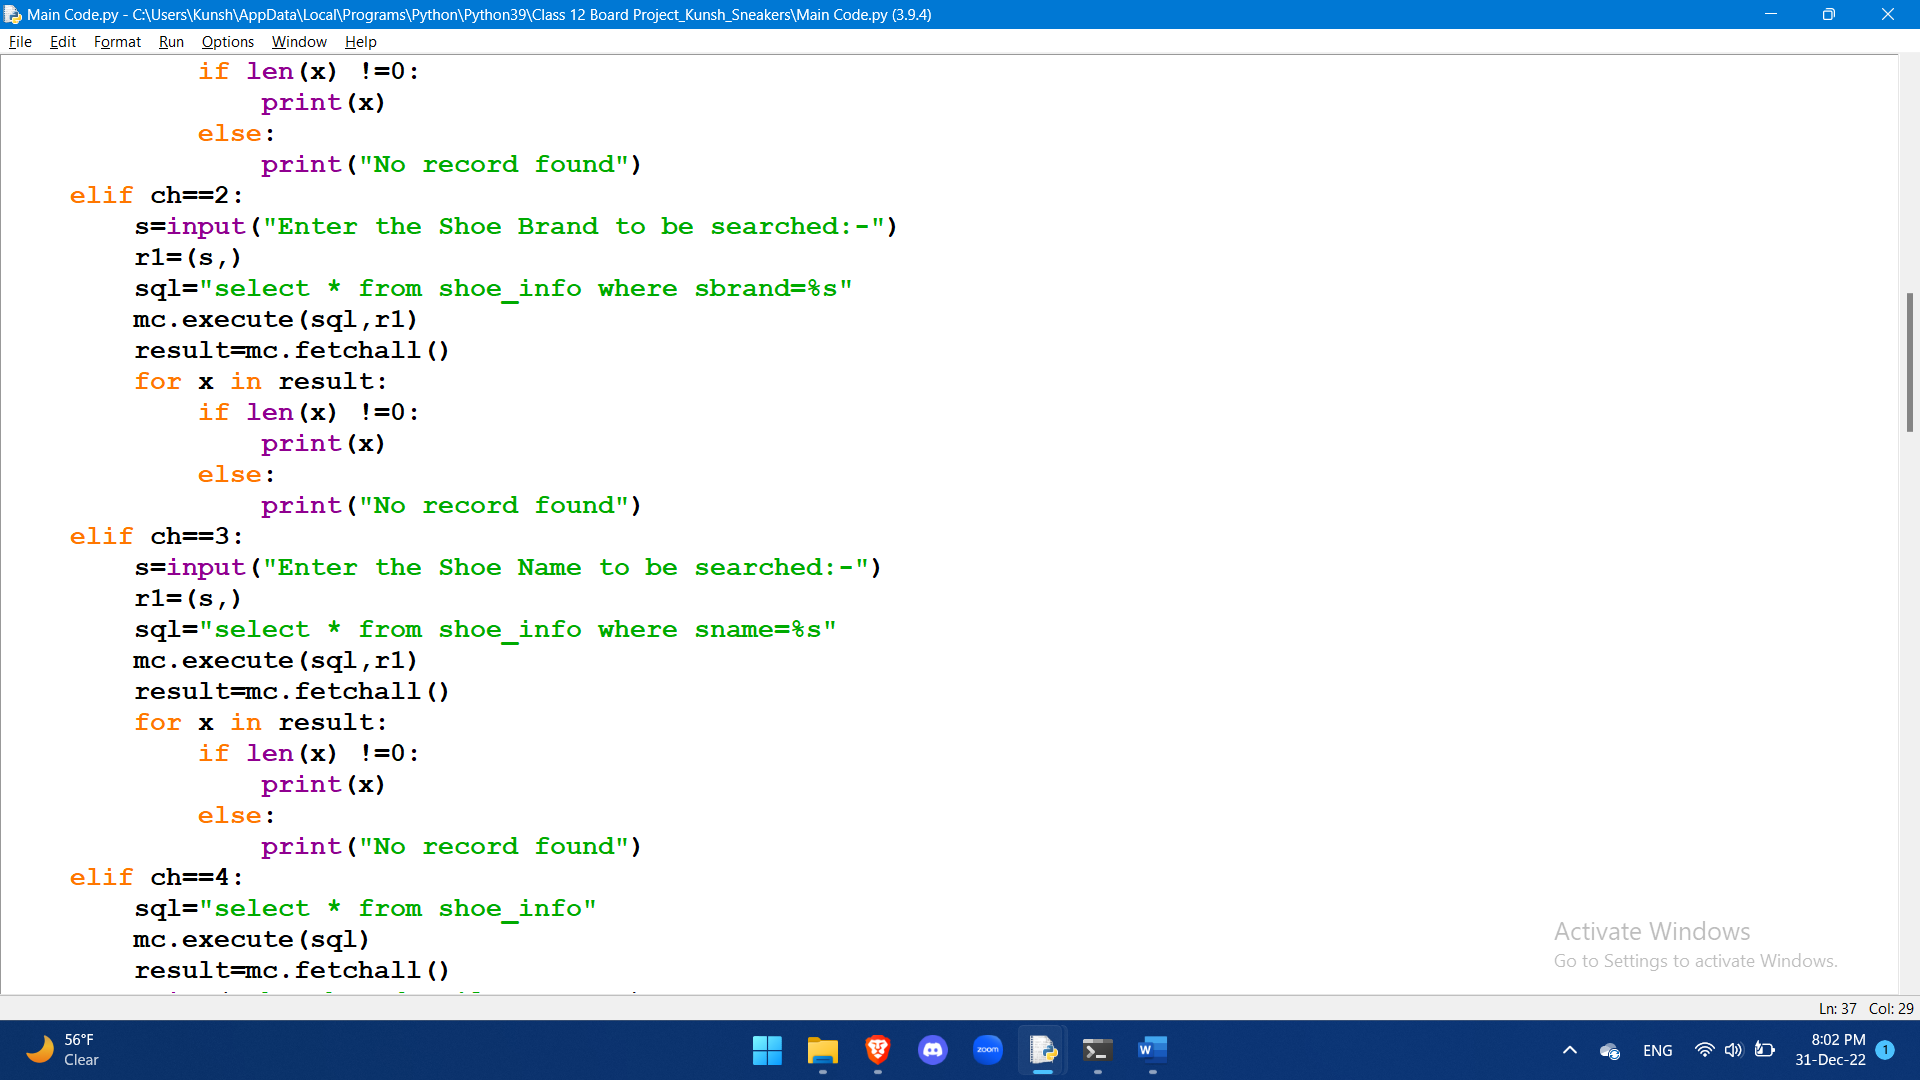 Main Code.py - C:\Users\Kunsh\AppData\Local\Programs\Python\Python39\Class 12 Board Project_Kunsh_Sneakers\Main Code.py (3.9.4)
File Edit Format Run Options Window Help
        if len(x) !=0:
            print(x)
        else:
            print("No record found")
elif ch==2:
    s=input("Enter the Shoe Brand to be searched:-")
    r1=(s,)
    sql="select * from shoe_info where sbrand=%s"
    mc.execute(sql,r1)
    result=mc.fetchall()
    for x in result:
        if len(x) !=0:
            print(x)
        else:
            print("No record found")
elif ch==3:
    s=input("Enter the Shoe Name to be searched:-")
    r1=(s,)
    sql="select * from shoe_info where sname=%s"
    mc.execute(sql,r1)
    result=mc.fetchall()
    for x in result:
        if len(x) !=0:
            print(x)
        else:
            print("No record found")
elif ch==4:
    sql="select * from shoe_info"
    mc.execute(sql)
    result=mc.fetchall()
Activate Windows
Go to Settings to activate Windows.
Ln: 37 Col: 29
56°F
Clear
zoom
W
ENG
8:02 PM
31-Dec-22
1